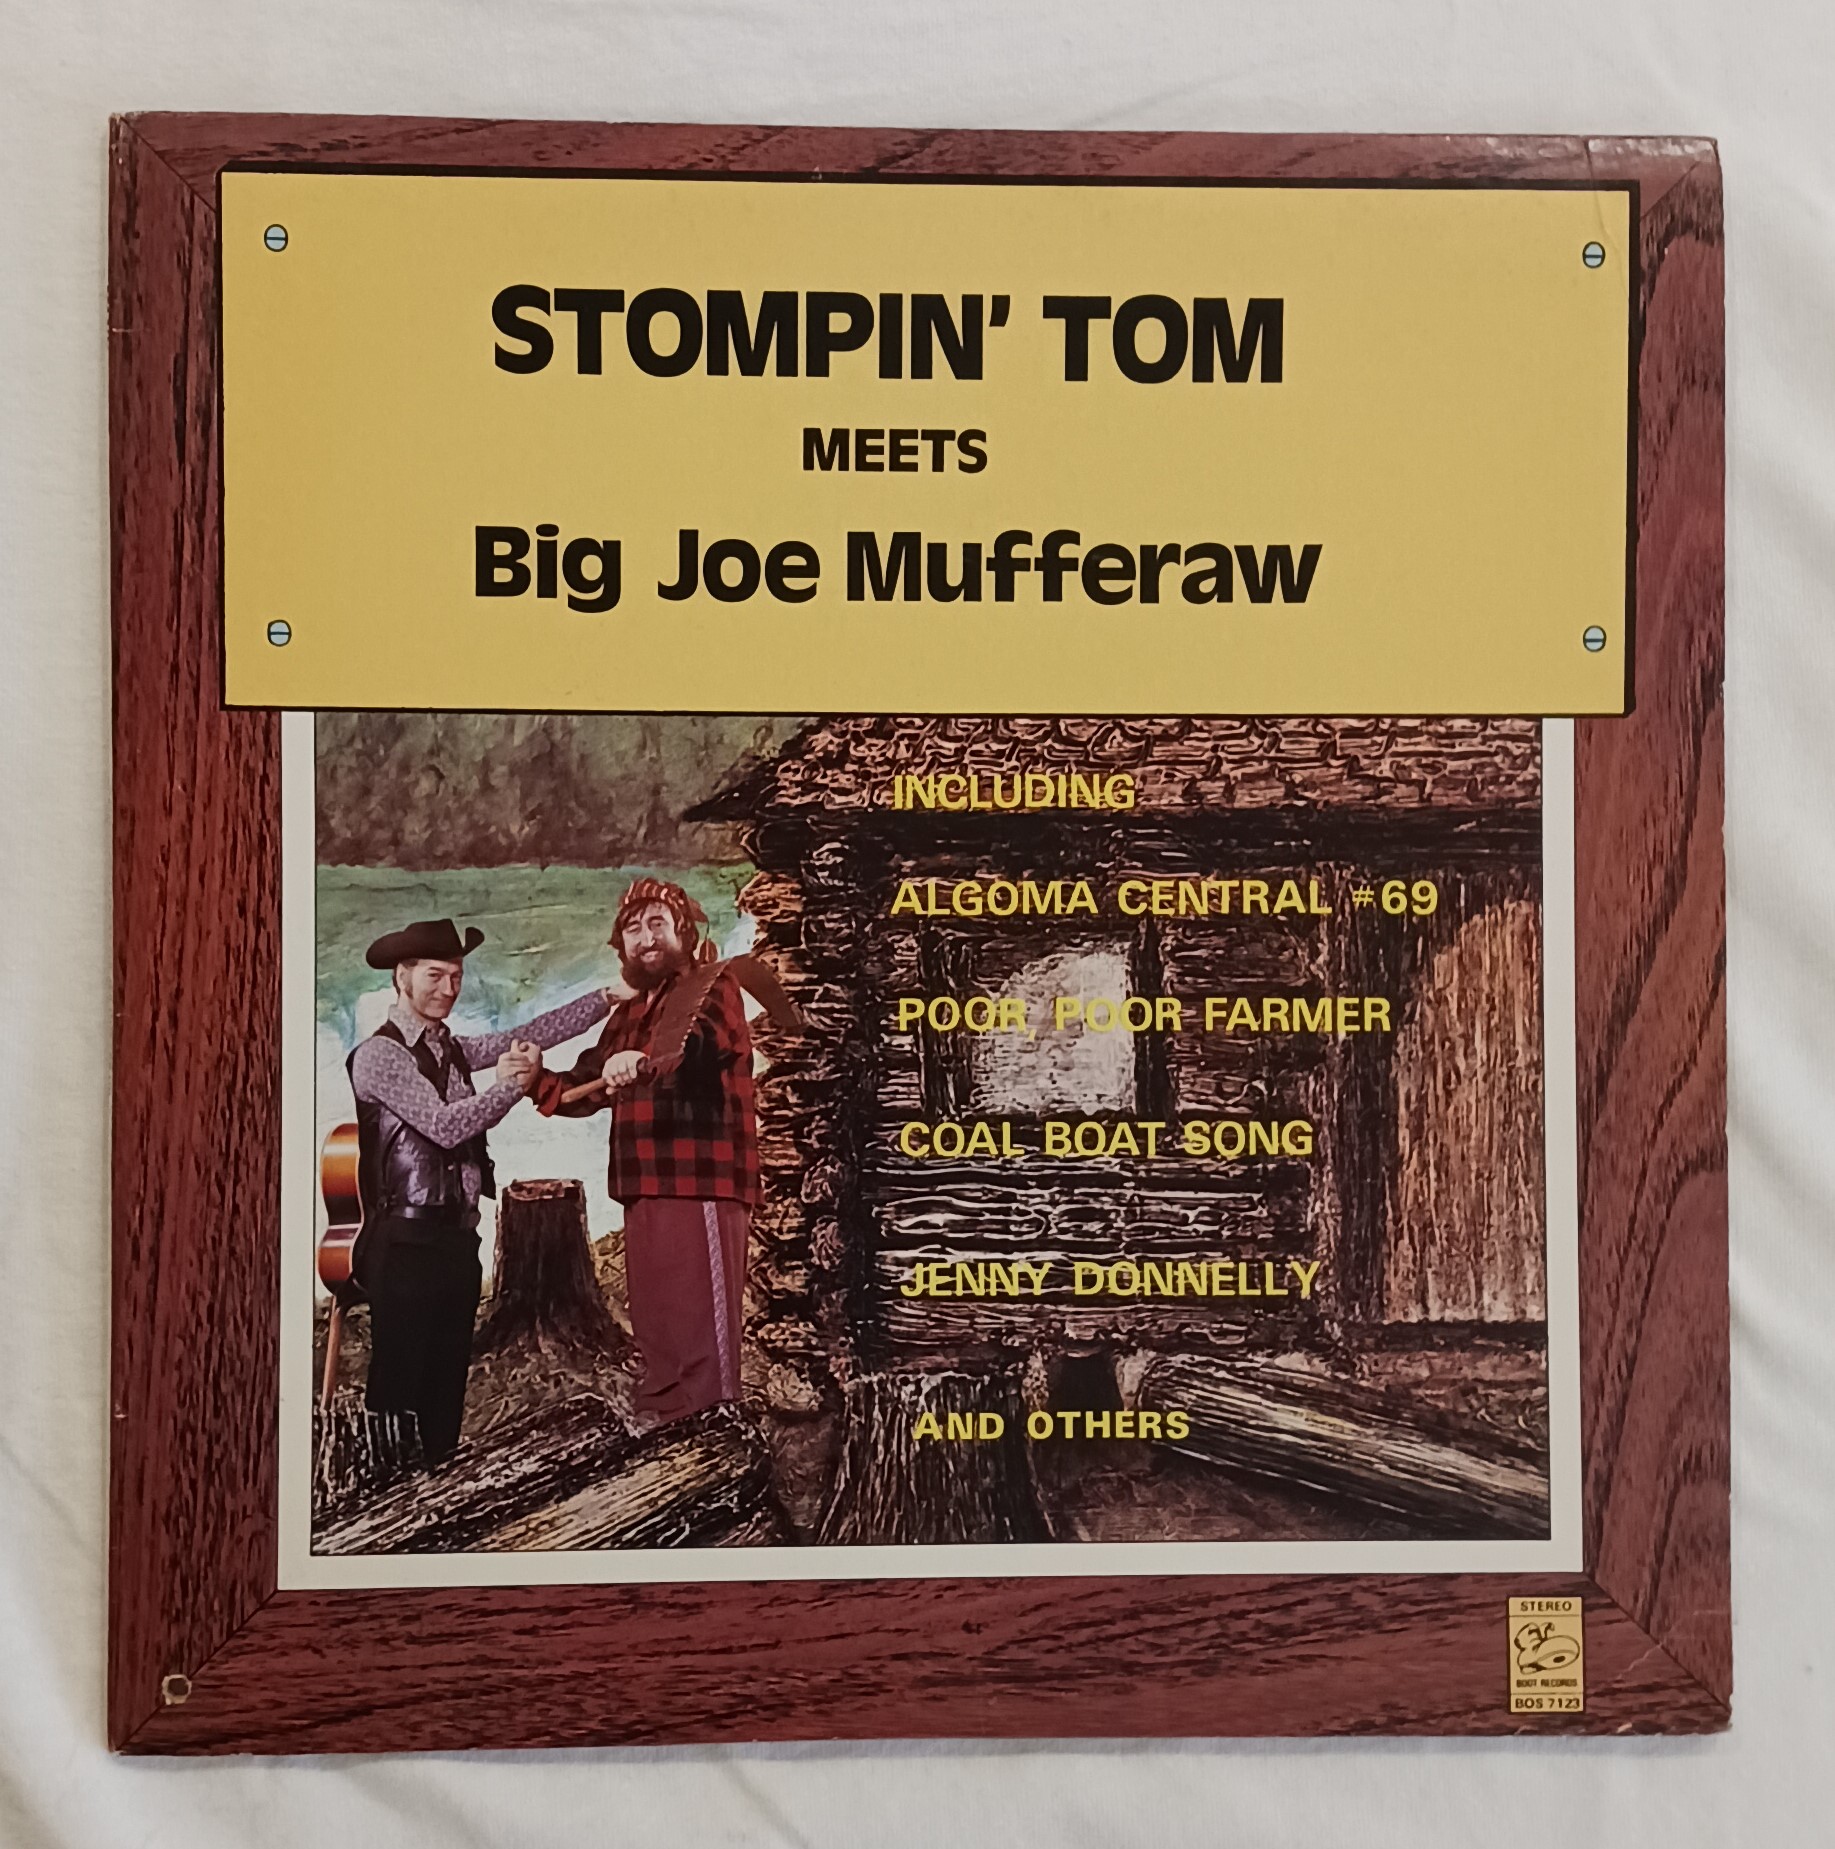 STOMPIN' TOM
MEETS
Big Joe Mufferaw
INCLUDING
ALGOMA CENTRAL #69
POOR, POOR FARMER
COAL BOAT SONG
JENNY DONNELLY
AND OTHERS
STEREO
BOOT RECORDS
BOS 7123